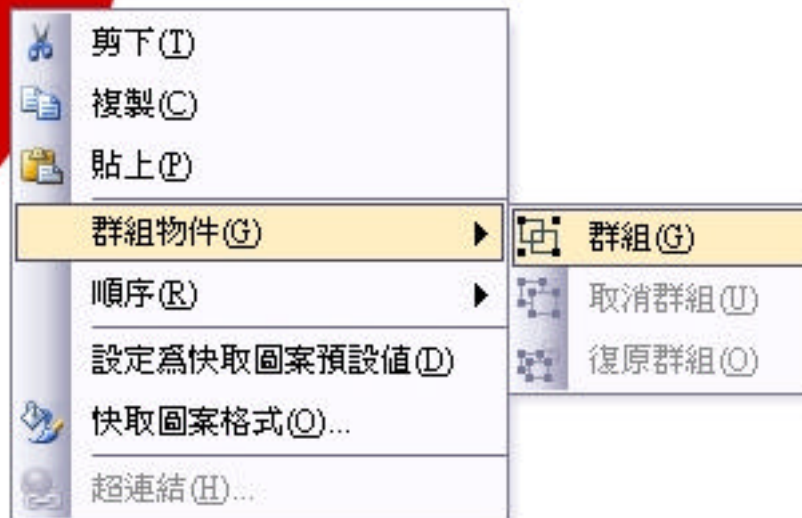 剪下(T)
複製(C)
貼上(P)
群組物件(G)
順序(R)
設定為快取圖案預設值(D)
快取圖案格式(O)...
超連結(H)...
群組(G)
取消群組(U)
復原群組(O)